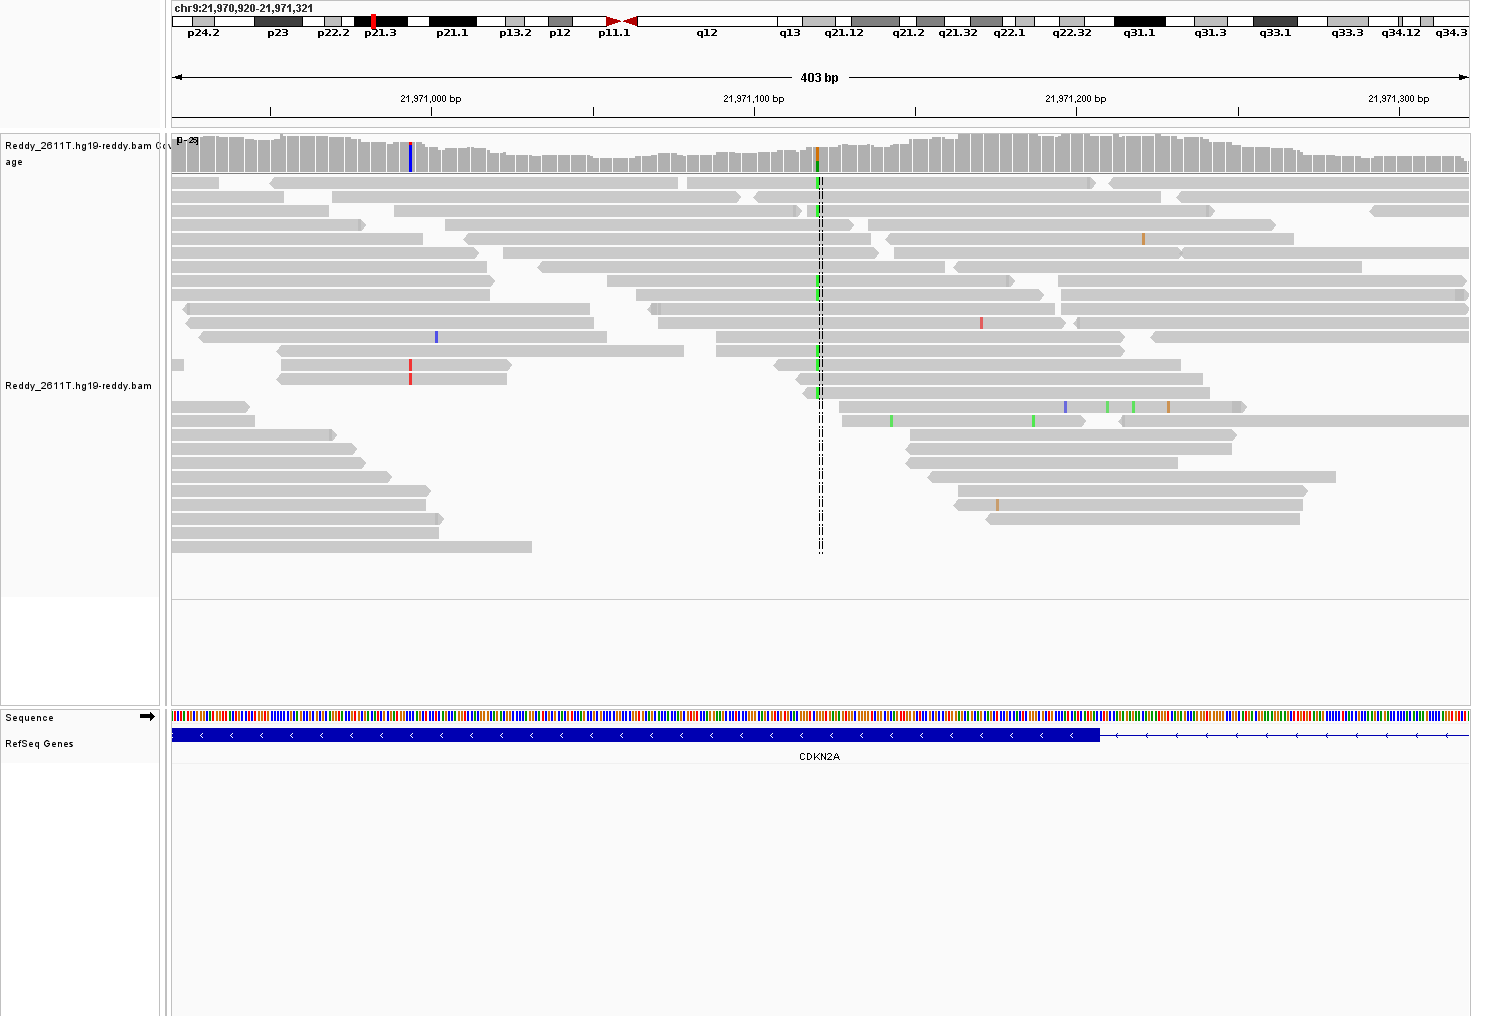 chr9:21,970,920-21,971,321
p24.2 p23 p22.2 p21.3 p21.1 p13.2 p12 p11.1 q12 q13 q21.12 q21.2 q21.32 q22.1 q22.32 q31.1 q31.3 q33.1 q33.3 q34.12 q34.3
403 bp
21,971,000 bp 21,971,100 bp 21,971,200 bp 21,971,300 bp
Reddy_2611T.hg19-reddy.bam Cov
age
Reddy_2611T.hg19-reddy.bam
Sequence
RefSeq Genes
CDKN2A